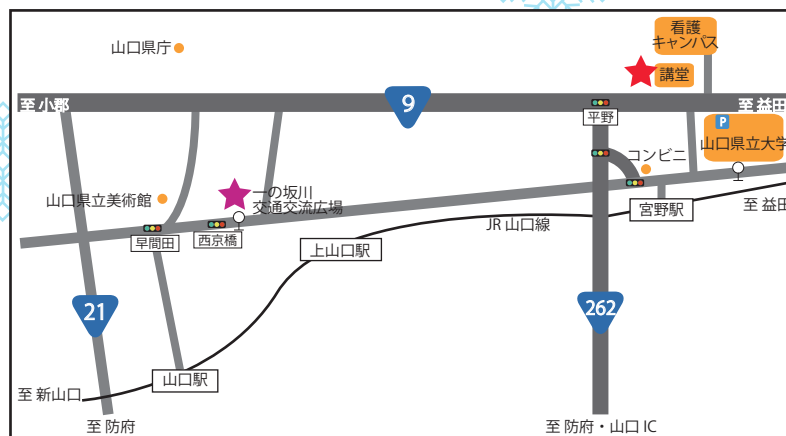 看護
キャンパス
山口県庁
講堂
至 小郡
9
至 益田
平野
P
山口県立大学
コンビニ
山口県立美術館
一の坂川
交通交流広場
宮野駅
至 益田
早間田
西京橋
上山口駅
JR 山口線
21
262
山口駅
至 新山口
至 防府
至 防府・山口 IC